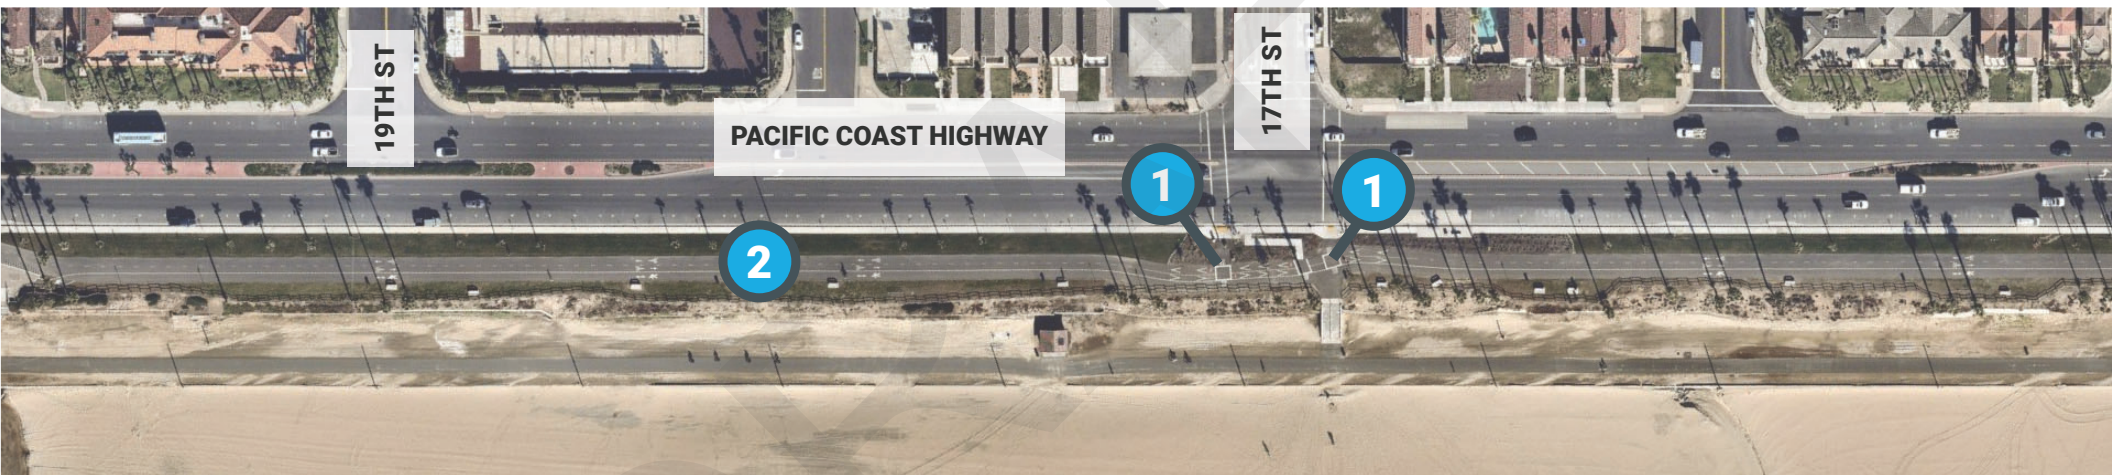 19TH ST
PACIFIC COAST HIGHWAY
17TH ST
1
1
2